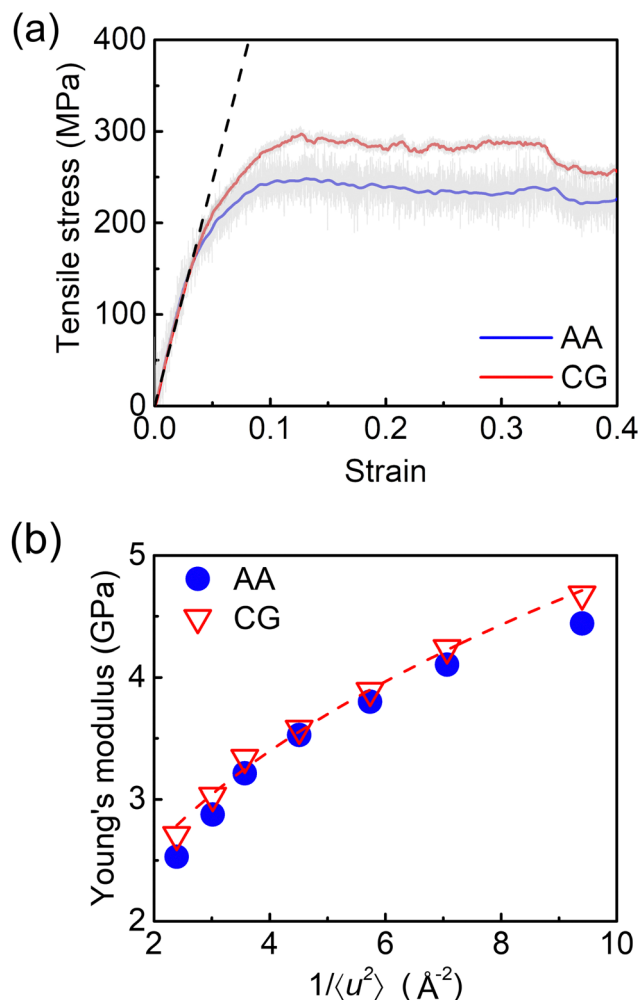 (a)
400
300
200
100
0
Tensile stress (MPa)
AA
CG
0.0 0.1 0.2 0.3 0.4
Strain
(b)
5
4
3
2
Young's modulus (GPa)
AA
CG
2 4 6 8 10
1/⟨u²⟩ (Å⁻²)